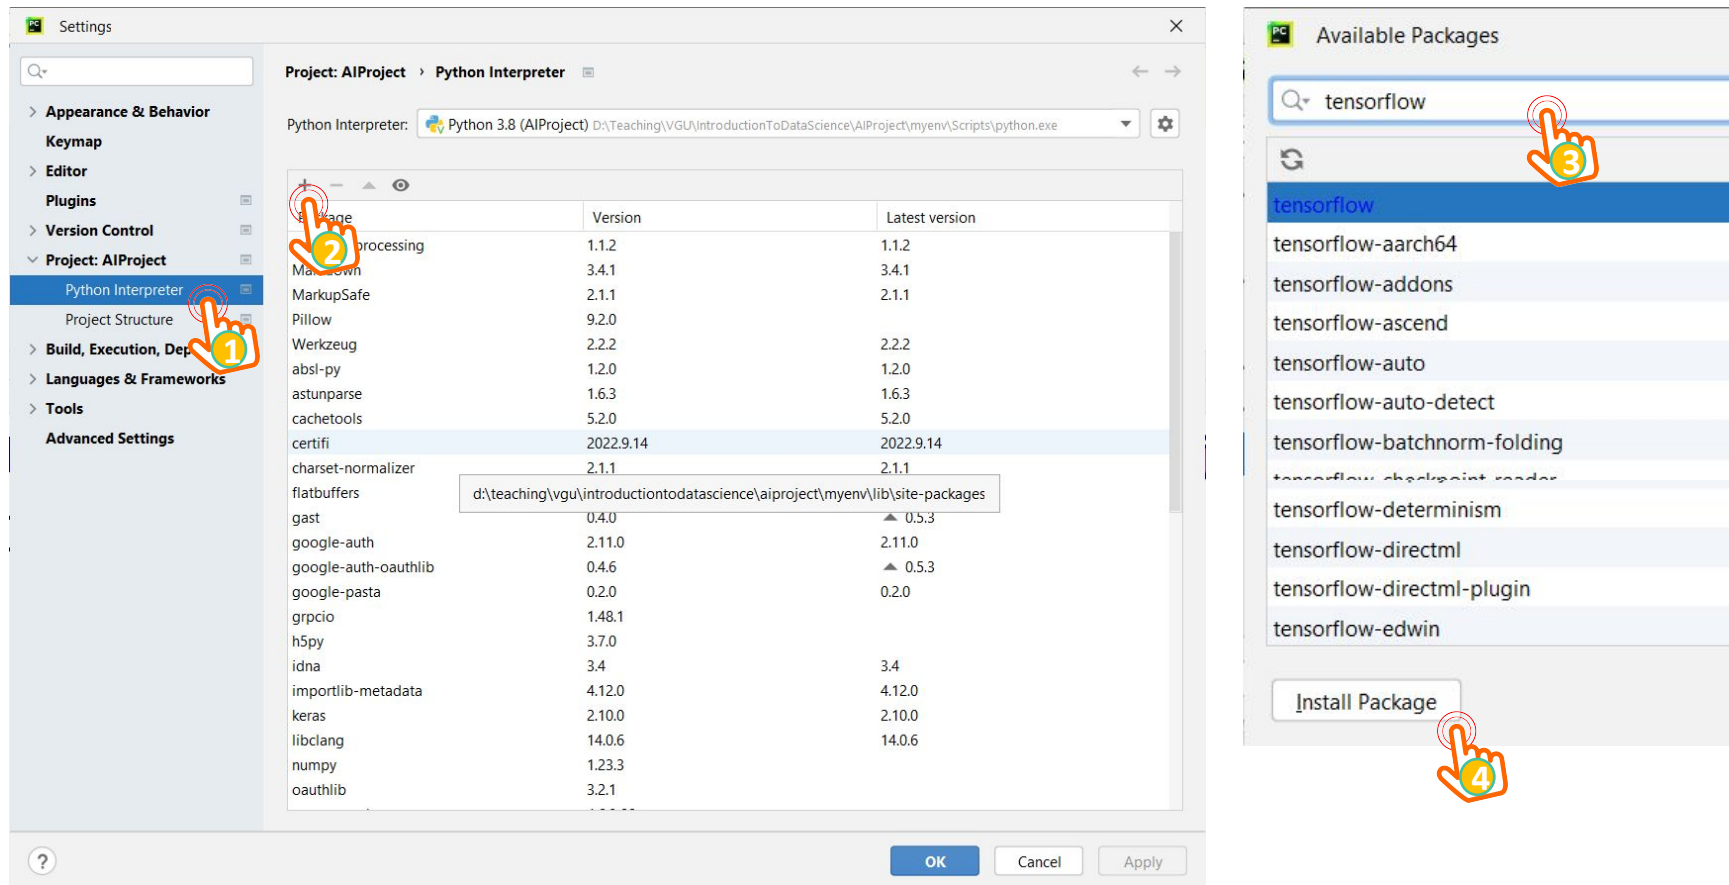 Settings
Appearance & Behavior
Keymap
Editor
Plugins
Version Control
Project: AIProject
Python Interpreter
1
Project Structure
Build, Execution, Dep
Languages & Frameworks
Tools
Advanced Settings
Project: AIProject › Python Interpreter
Python Interpreter: Python 3.8 (AIProject) D:\Teaching\VGU\IntroductionToDataScience\AIProject\myenv\Scripts\python.exe
2
Version Latest version
processing 1.1.2 1.1.2
3.4.1 3.4.1
MarkupSafe 2.1.1 2.1.1
Pillow 9.2.0
Werkzeug 2.2.2 2.2.2
absl-py 1.2.0 1.2.0
astunparse 1.6.3 1.6.3
cachetools 5.2.0 5.2.0
certifi 2022.9.14 2022.9.14
charset-normalizer 2.1.1 2.1.1
flatbuffers
d:\teaching\vgu\introductiontodatascience\aiproject\myenv\lib\site-packages
gast 0.4.0 0.5.3
google-auth 2.11.0 2.11.0
google-auth-oauthlib 0.4.6 0.5.3
google-pasta 0.2.0 0.2.0
grpcio 1.48.1
h5py 3.7.0
idna 3.4 3.4
importlib-metadata 4.12.0 4.12.0
keras 2.10.0 2.10.0
libclang 14.0.6 14.0.6
numpy 1.23.3
oauthlib 3.2.1
?
OK Cancel Apply
Available Packages
tensorflow
3
tensorflow
tensorflow-aarch64
tensorflow-addons
tensorflow-ascend
tensorflow-auto
tensorflow-auto-detect
tensorflow-batchnorm-folding
tensorflow-checkpoint-reader
tensorflow-determinism
tensorflow-directml
tensorflow-directml-plugin
tensorflow-edwin
Install Package
4